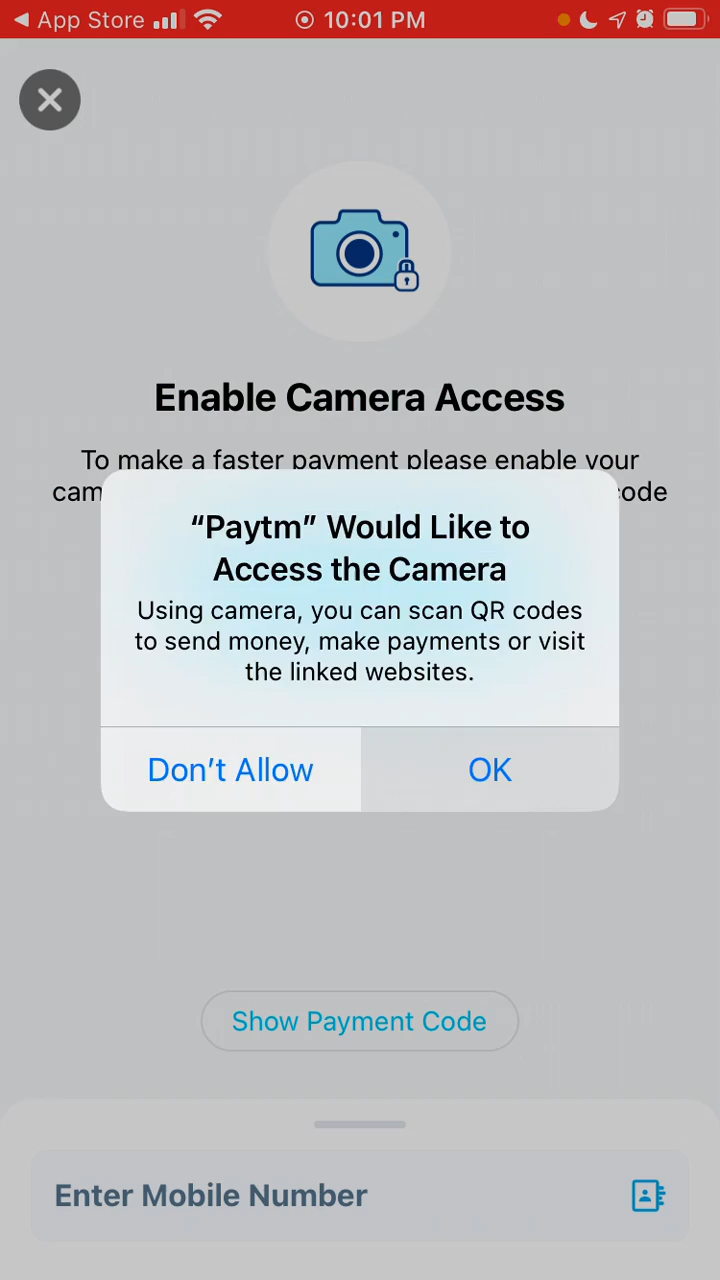 App Store 10:01 PM
Enable Camera Access
To make a faster payment please enable your
cam code
“Paytm” Would Like to
Access the Camera
Using camera, you can scan QR codes
to send money, make payments or visit
the linked websites.
Don’t Allow OK
Show Payment Code
Enter Mobile Number